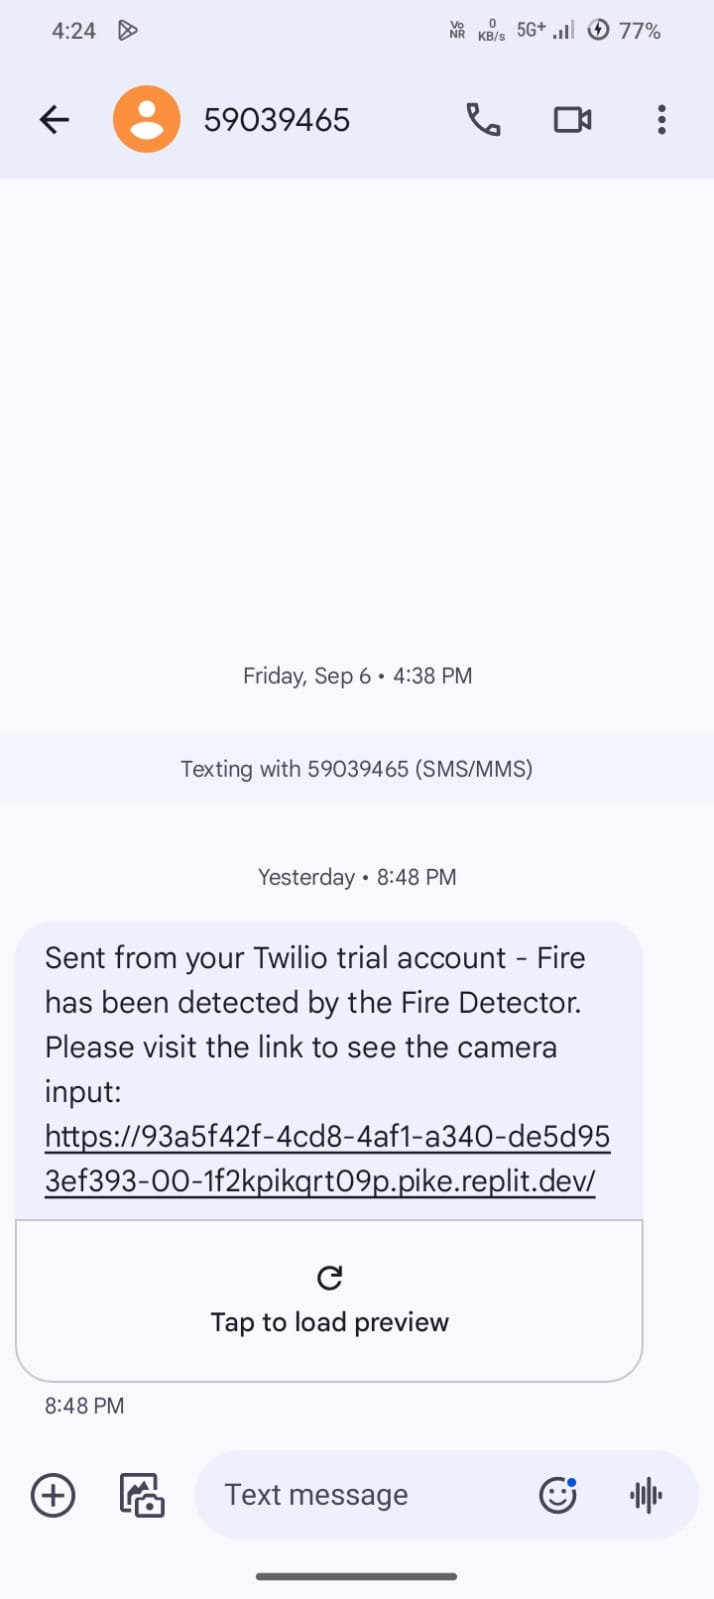 4:24 Vo NR 0 KB/s 5G+ 77%
59039465
Friday, Sep 6 • 4:38 PM
Texting with 59039465 (SMS/MMS)
Yesterday • 8:48 PM
Sent from your Twilio trial account - Fire
has been detected by the Fire Detector.
Please visit the link to see the camera
input:
https://93a5f42f-4cd8-4af1-a340-de5d95
3ef393-00-1f2kpikqrt09p.pike.replit.dev/
Tap to load preview
8:48 PM
Text message